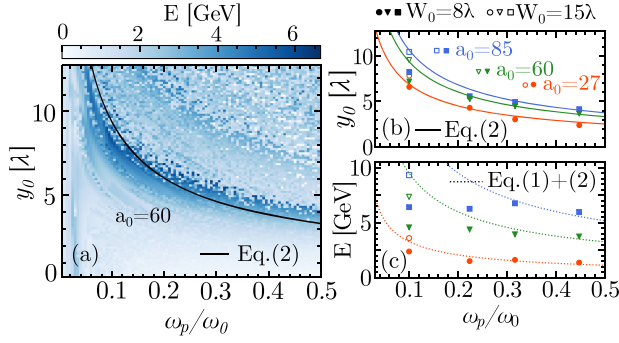 E [GeV]
0 2 4 6
y₀ [λ]
10
5
0
a₀=60
(a)
Eq.(2)
0.1 0.2 0.3 0.4 0.5
ωₚ/ω₀
●▾■ W₀=8λ ○▿□ W₀=15λ
y₀ [λ]
10
5
0
□■ a₀=85
▿▼ a₀=60
○● a₀=27
(b)
Eq.(2)
E [GeV]
10
5
0
Eq.(1)+(2)
(c)
0.1 0.2 0.3 0.4 0.5
ωₚ/ω₀